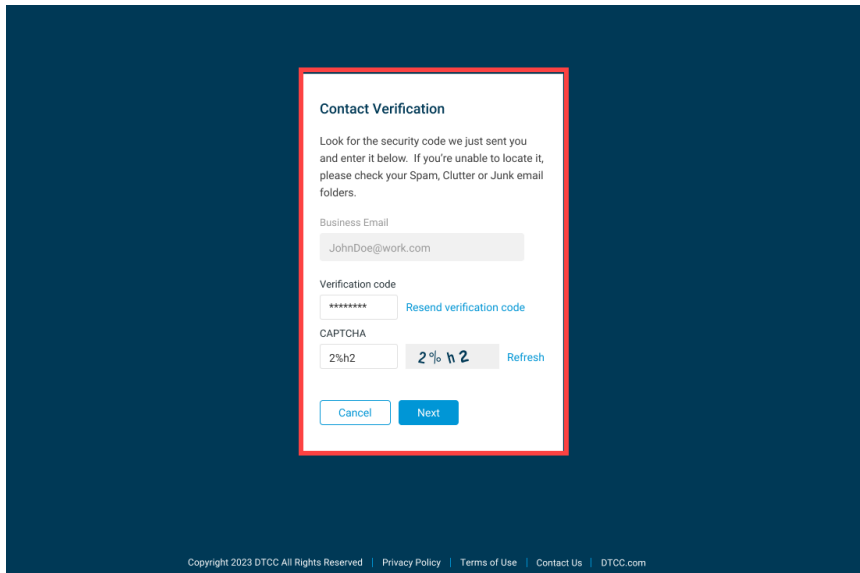 Contact Verification
Look for the security code we just sent you
and enter it below. If you're unable to locate it,
please check your Spam, Clutter or Junk email
folders.
Business Email
JohnDoe@work.com
Verification code
******** Resend verification code
CAPTCHA
2%h2 2% h2 Refresh
Cancel Next
Copyright 2023 DTCC All Rights Reserved | Privacy Policy | Terms of Use | Contact Us | DTCC.com